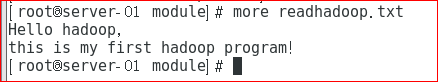 [root@server-01 module]# more readhadoop.txt
Hello hadoop,
this is my first hadoop program!
[root@server-01 module]#